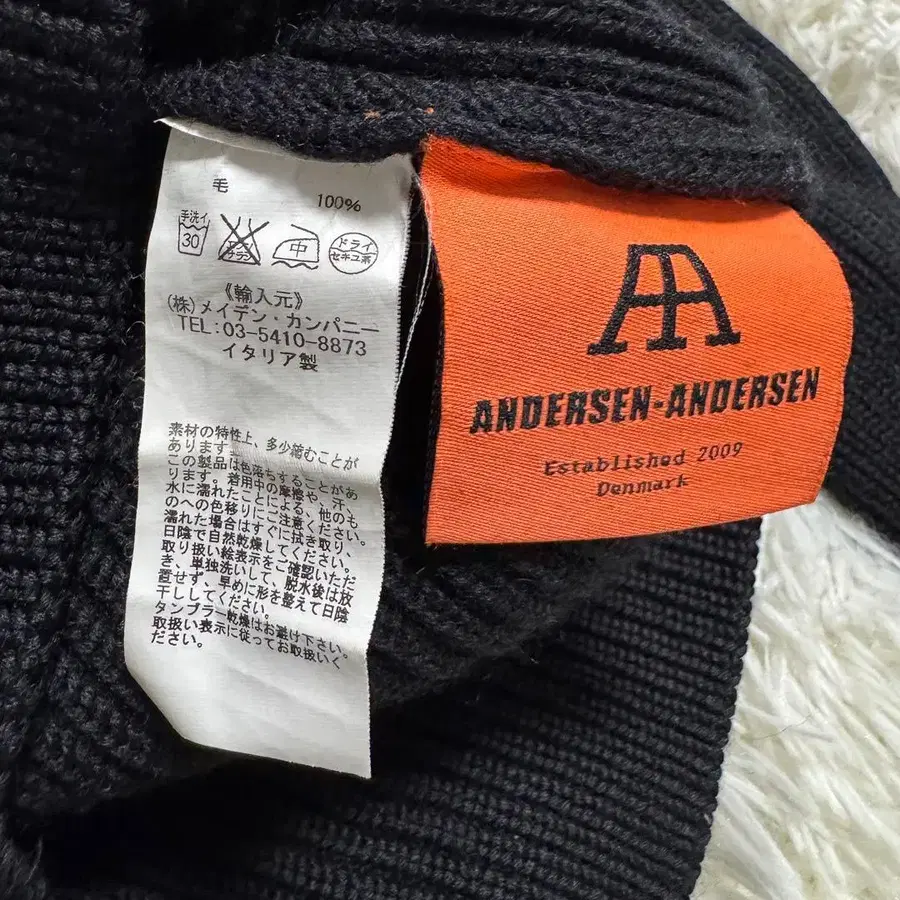 毛 100%
手洗イ
30
エンソ
サラシ
中
ドライ
セキユ系
《輸入元》
(株)メイデン・カンパニー
TEL:03-5410-8873
イタリア製
素材の特性上、多少縮むことが
あります。
この製品は色落ちすることがあ
ります。着用中の摩擦や、汗、
水に濡れたことによる、他のも
のへの色移りにご注意ください。
濡れた場合はすぐに拭き取り、
日陰で自然乾燥してください。
取り扱い絵表示をご確認いただ
き、単独洗いして、脱水後は放
置せず、早めに形を整えて日陰
干ししてください。
タンブラー乾燥はお避け下さい。
取扱い表示に従ってお取扱いく
ださい。
AA
ANDERSEN-ANDERSEN
Established 2009
Denmark